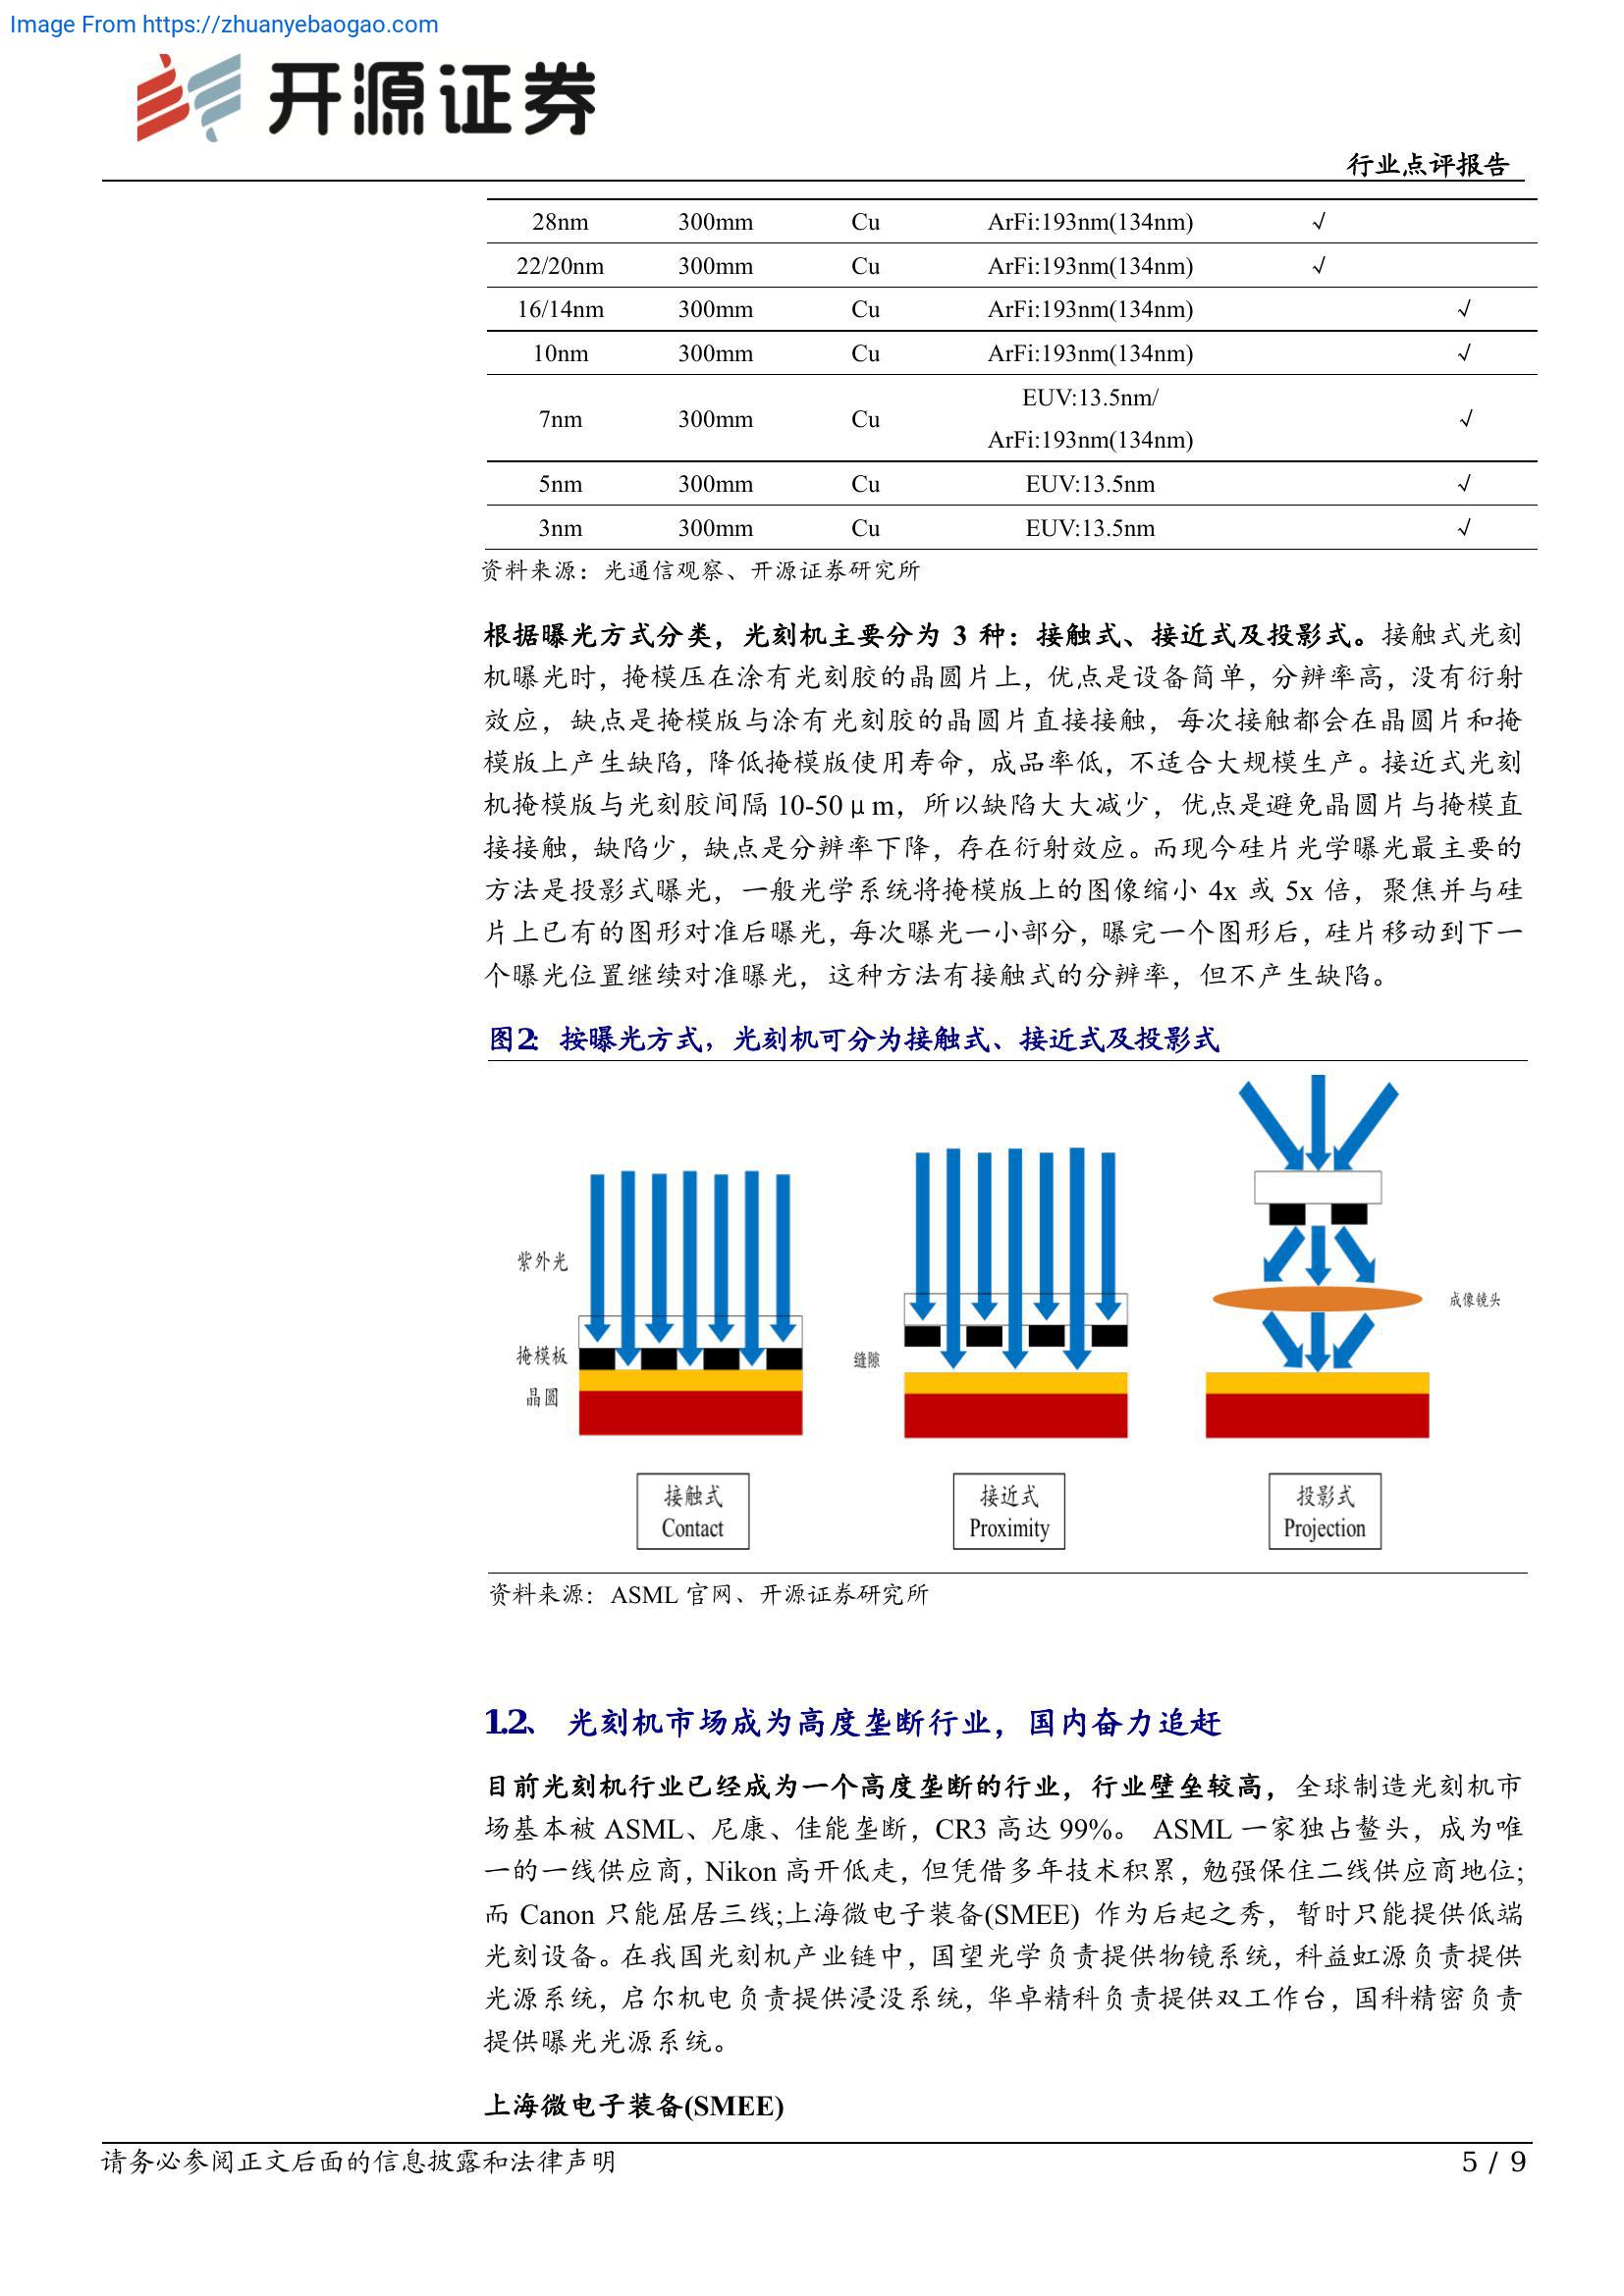 Image From https://zhuanyebaogao.com
开源证券
行业点评报告
28nm 300mm Cu ArFi:193nm(134nm) √
22/20nm 300mm Cu ArFi:193nm(134nm) √
16/14nm 300mm Cu ArFi:193nm(134nm) √
10nm 300mm Cu ArFi:193nm(134nm) √
7nm 300mm Cu EUV:13.5nm/ ArFi:193nm(134nm) √
5nm 300mm Cu EUV:13.5nm √
3nm 300mm Cu EUV:13.5nm √
资料来源：光通信观察、开源证券研究所
根据曝光方式分类，光刻机主要分为 3 种：接触式、接近式及投影式。接触式光刻
机曝光时，掩模压在涂有光刻胶的晶圆片上，优点是设备简单，分辨率高，没有衍射
效应，缺点是掩模版与涂有光刻胶的晶圆片直接接触，每次接触都会在晶圆片和掩
模版上产生缺陷，降低掩模版使用寿命，成品率低，不适合大规模生产。接近式光刻
机掩模版与光刻胶间隔 10-50μm，所以缺陷大大减少，优点是避免晶圆片与掩模直
接接触，缺陷少，缺点是分辨率下降，存在衍射效应。而现今硅片光学曝光最主要的
方法是投影式曝光，一般光学系统将掩模版上的图像缩小 4x 或 5x 倍，聚焦并与硅
片上已有的图形对准后曝光，每次曝光一小部分，曝完一个图形后，硅片移动到下一
个曝光位置继续对准曝光，这种方法有接触式的分辨率，但不产生缺陷。
图2：按曝光方式，光刻机可分为接触式、接近式及投影式
紫外光
掩模板
晶圆
缝隙
成像镜头
接触式
Contact
接近式
Proximity
投影式
Projection
资料来源：ASML 官网、开源证券研究所
1.2、 光刻机市场成为高度垄断行业，国内奋力追赶
目前光刻机行业已经成为一个高度垄断的行业，行业壁垒较高，全球制造光刻机市
场基本被 ASML、尼康、佳能垄断，CR3 高达 99%。 ASML 一家独占鳌头，成为唯
一的一线供应商，Nikon 高开低走，但凭借多年技术积累，勉强保住二线供应商地位;
而 Canon 只能屈居三线;上海微电子装备(SMEE) 作为后起之秀，暂时只能提供低端
光刻设备。在我国光刻机产业链中，国望光学负责提供物镜系统，科益虹源负责提供
光源系统，启尔机电负责提供浸没系统，华卓精科负责提供双工作台，国科精密负责
提供曝光光源系统。
上海微电子装备(SMEE)
请务必参阅正文后面的信息披露和法律声明
5 / 9